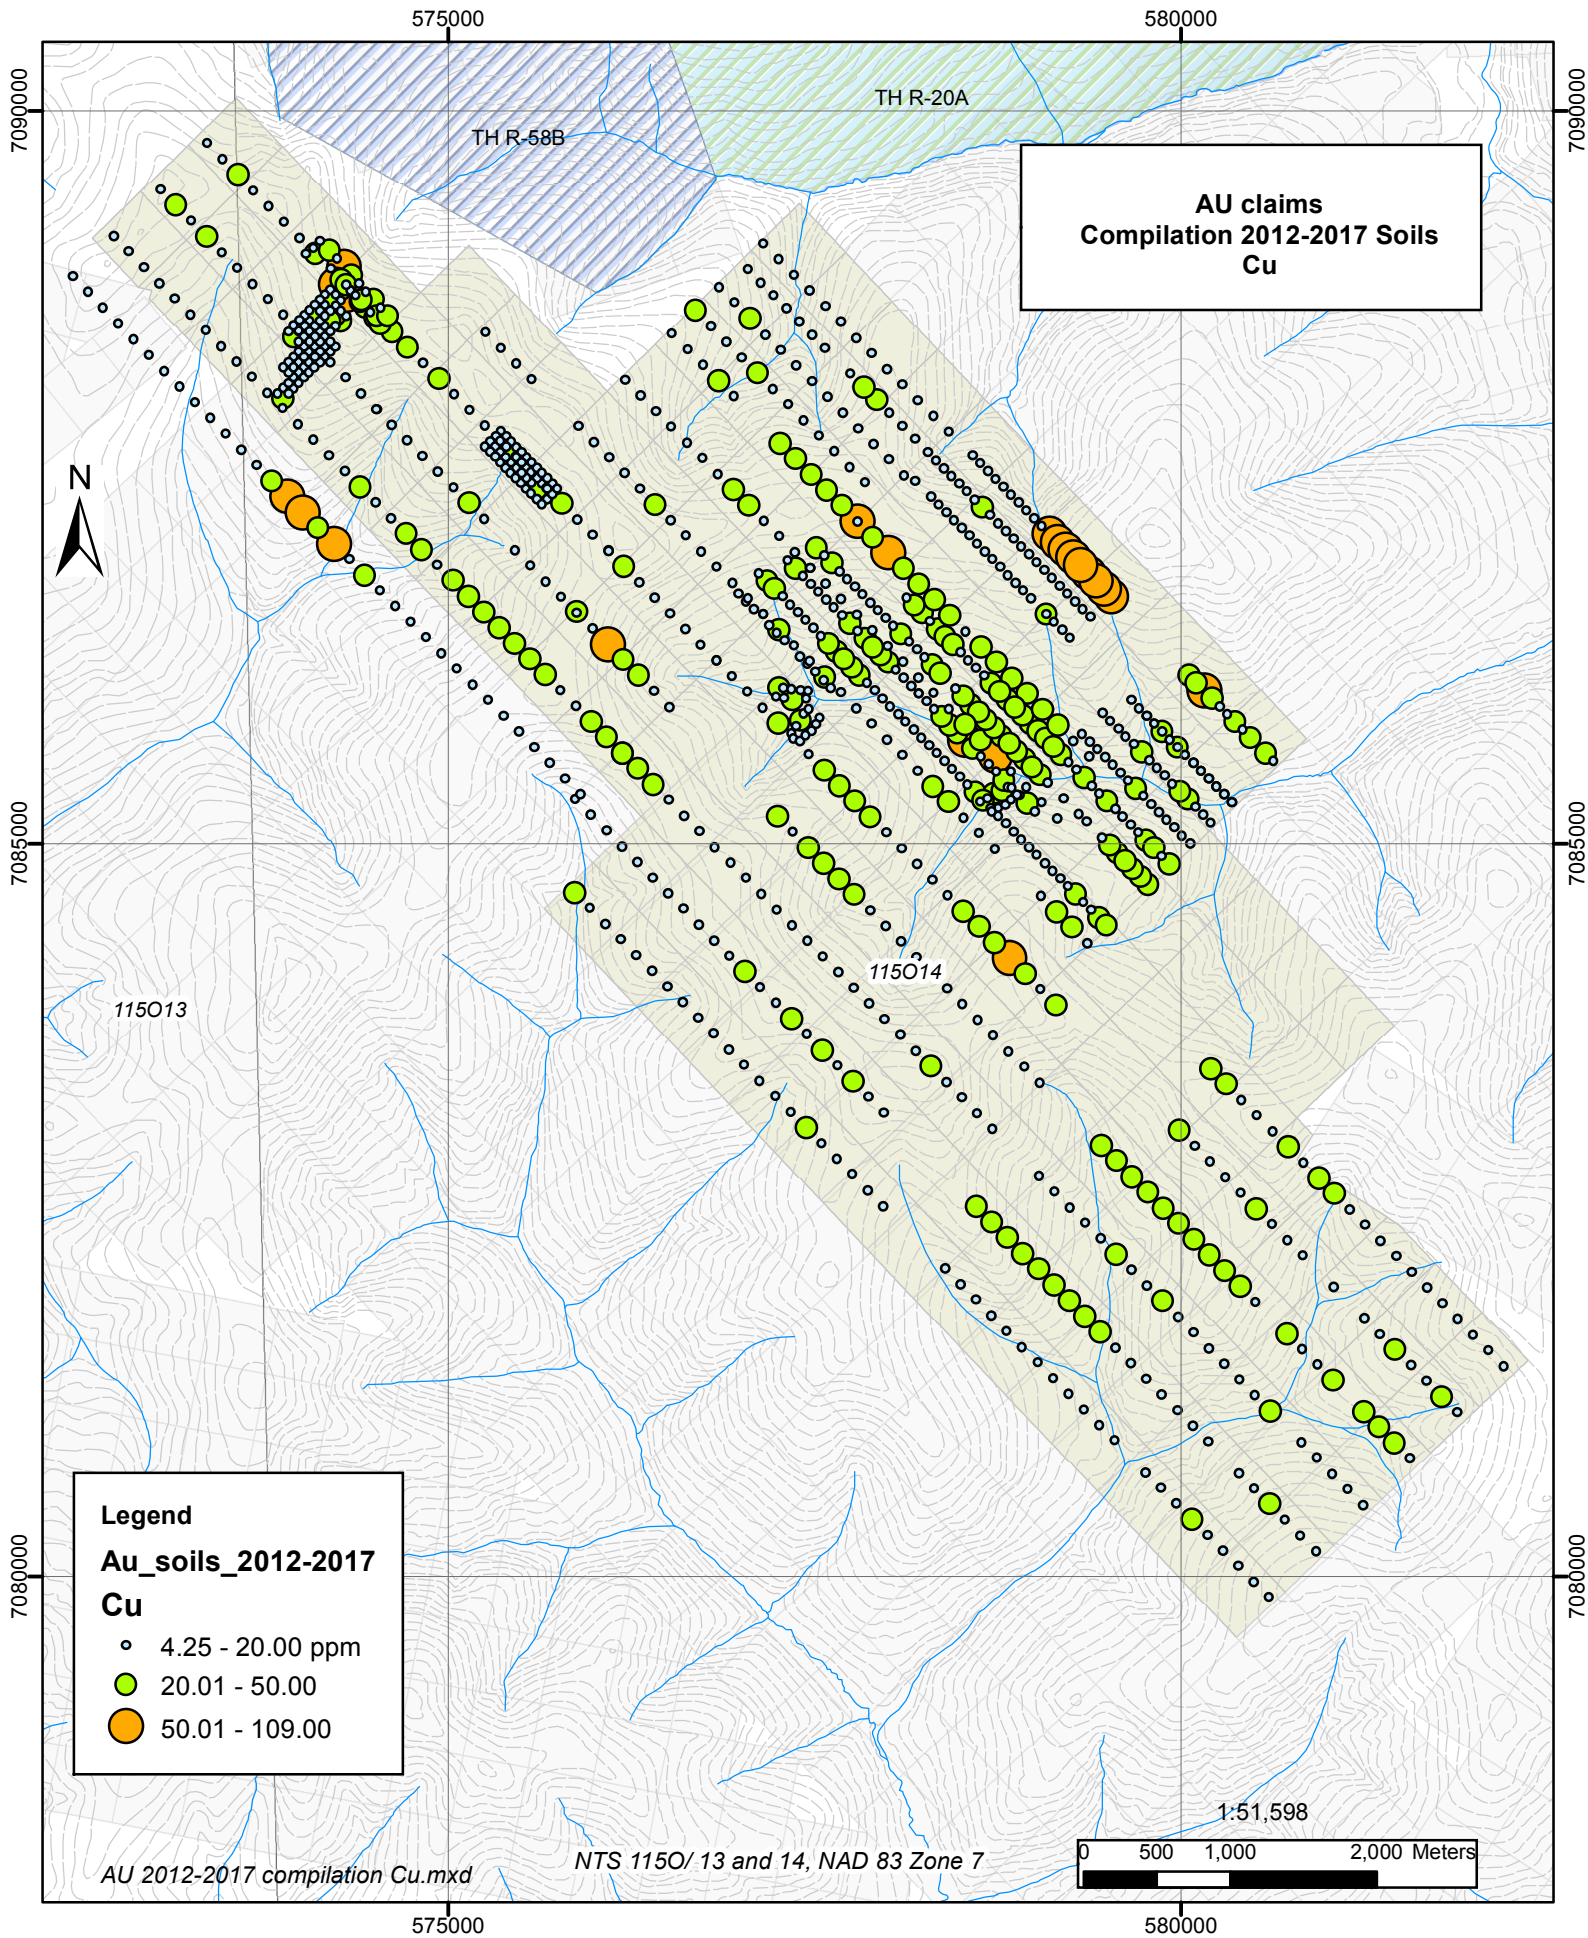 575000
580000
7090000
7090000
TH R-20A
TH R-58B
AU claims
Compilation 2012-2017 Soils
Cu
N
7085000
7085000
115O14
115O13
Legend
Au_soils_2012-2017
Cu
4.25 - 20.00 ppm
20.01 - 50.00
50.01 - 109.00
7080000
7080000
1:51,598
0 500 1,000 2,000 Meters
AU 2012-2017 compilation Cu.mxd
NTS 115O/ 13 and 14, NAD 83 Zone 7
575000
580000